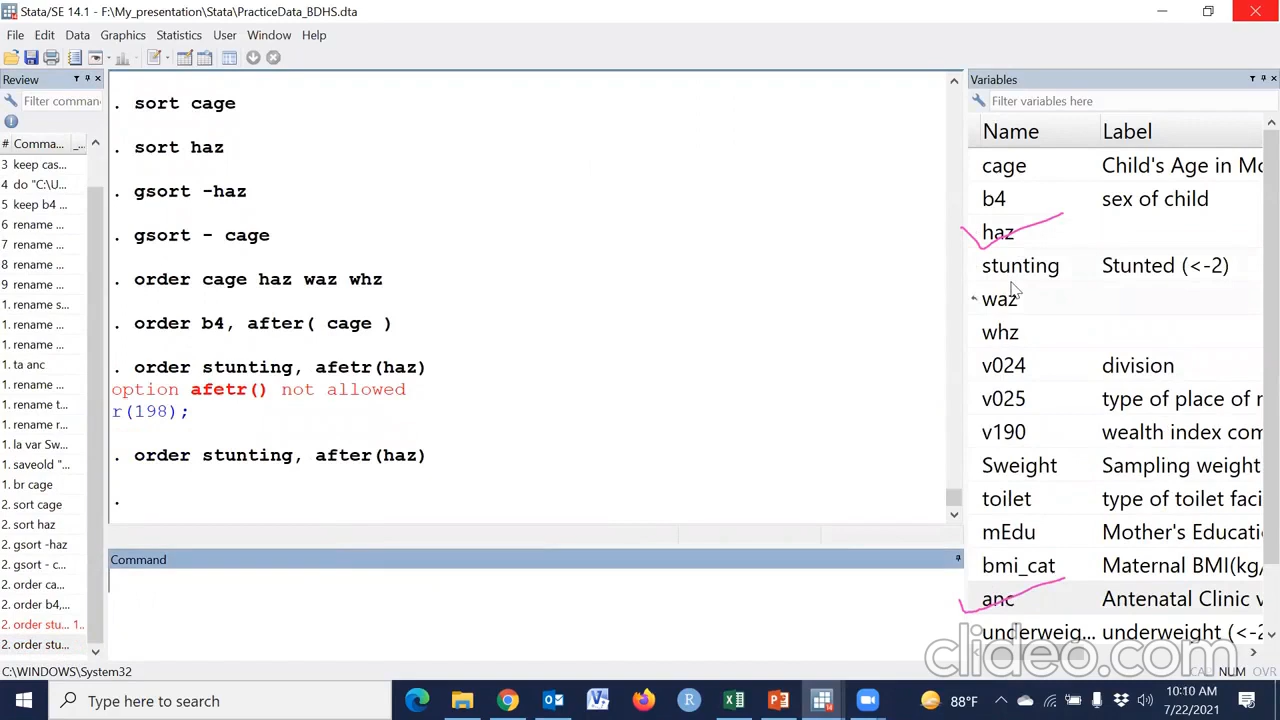 Stata/SE 14.1 - F:\My_presentation\Stata\PracticeData_BDHS.dta
File Edit Data Graphics Statistics User Window Help
Review
Filter commar
# Comma...
3 keep cas...
4 do "C:\U...
5 keep b4 ...
6 rename ...
7 rename ...
8 rename ...
9 rename ...
1. rename s...
1. rename ...
1. rename ...
1. ta anc
1. rename ...
1. rename t...
1. rename r...
1. la var Sw...
1. saveold "...
1. br cage
2. sort cage
2. sort haz
2. gsort -haz
2. gsort - c...
2. order ca...
2. order b4,...
2. order stu... 1..
2. order stu...
. sort cage
. sort haz
. gsort -haz
. gsort - cage
. order cage haz waz whz
. order b4, after( cage )
. order stunting, afetr(haz)
option afetr() not allowed
r(198);
. order stunting, after(haz)
.
Command
Variables
Filter variables here
Name Label
cage Child's Age in Mo
b4 sex of child
haz
stunting Stunted (<-2)
waz
whz
v024 division
v025 type of place of r
v190 wealth index com
Sweight Sampling weight
toilet type of toilet faci
mEdu Mother's Educati
bmi_cat Maternal BMI(kg/
anc Antenatal Clinic v
underweig... underweight (<-2
clideo.com
C:\WINDOWS\System32
CAP NUM OVR
Type here to search
88°F
10:10 AM
7/22/2021